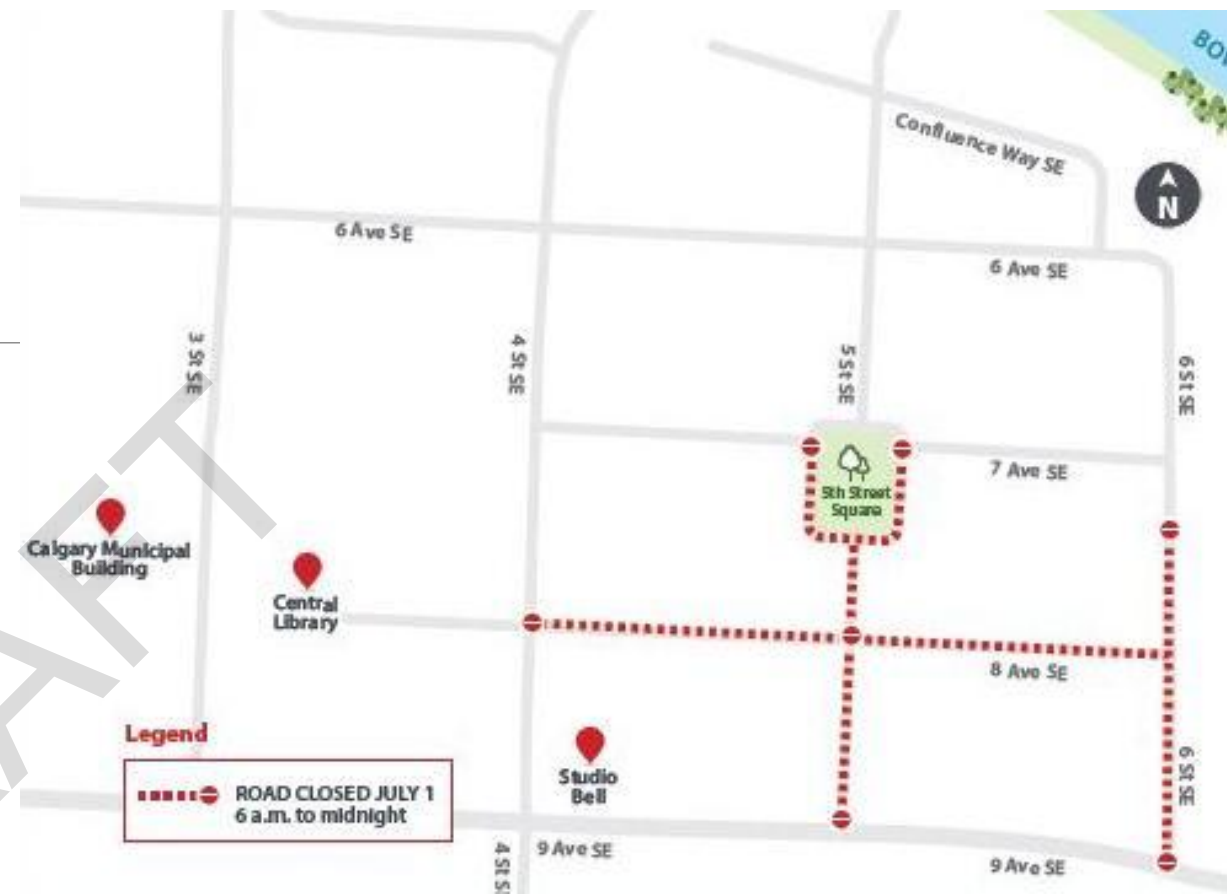 BOW
Confluence Way SE
N
6 Ave SE
6 Ave SE
3 St SE
4 St SE
5 St SE
6 St SE
7 Ave SE
5th Street
Square
Calgary Municipal
Building
Central
Library
8 Ave SE
Legend
ROAD CLOSED JULY 1
6 a.m. to midnight
Studio
Bell
6 St SE
4 St SE
9 Ave SE
9 Ave SE